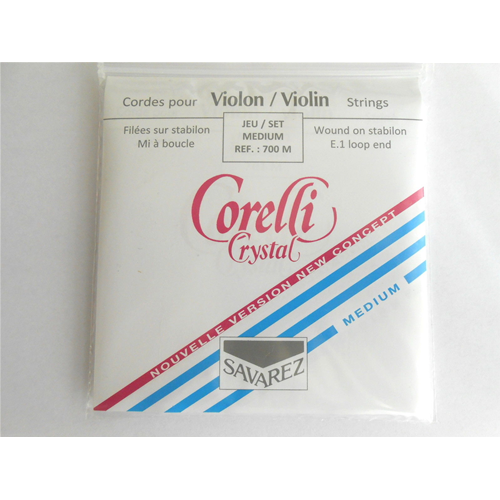 Cordes pour Violon / Violin Strings
Filées sur stabilon
Mi à boucle
JEU / SET
MEDIUM
REF. : 700 M
Wound on stabilon
E.1 loop end
Corelli
Crystal
NOUVELLE VERSION NEW CONCEPT
MEDIUM
SAVAREZ